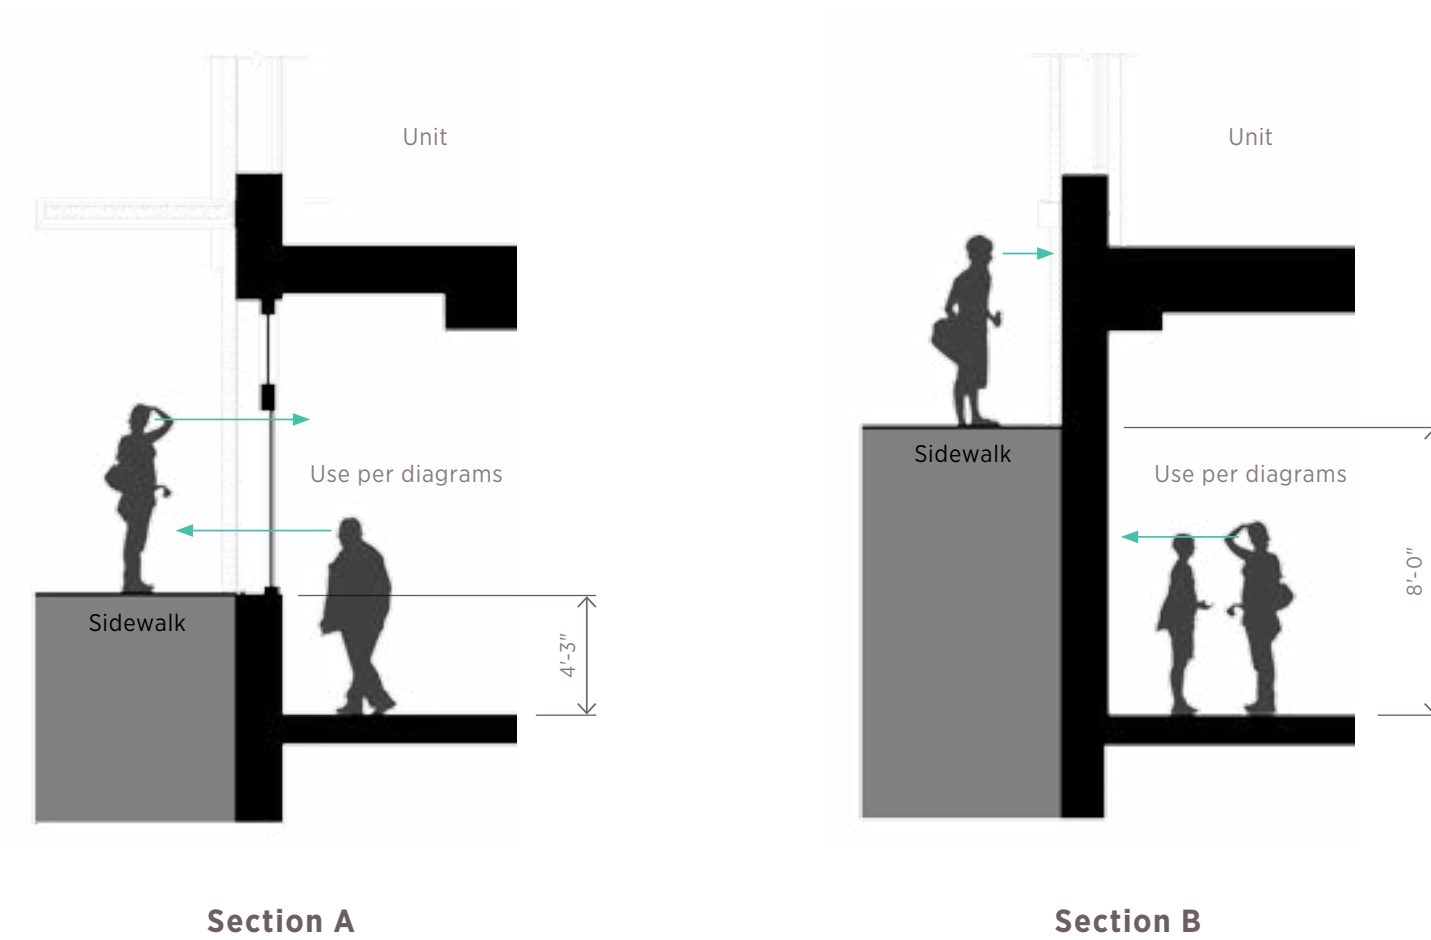 Unit
Use per diagrams
Sidewalk
4'-3"
Section A
Unit
Sidewalk
Use per diagrams
8'-0"
Section B